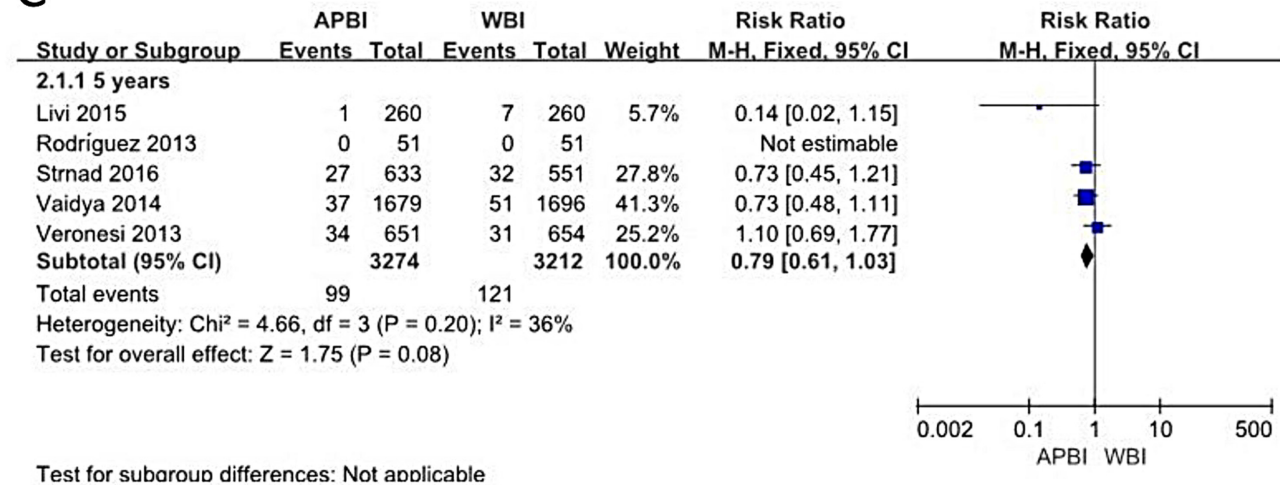 C
APBI WBI Risk Ratio Risk Ratio
Study or Subgroup Events Total Events Total Weight M-H, Fixed, 95% CI M-H, Fixed, 95% CI
2.1.1 5 years
Livi 2015 1 260 7 260 5.7% 0.14 [0.02, 1.15]
Rodríguez 2013 0 51 0 51 Not estimable
Strnad 2016 27 633 32 551 27.8% 0.73 [0.45, 1.21]
Vaidya 2014 37 1679 51 1696 41.3% 0.73 [0.48, 1.11]
Veronesi 2013 34 651 31 654 25.2% 1.10 [0.69, 1.77]
Subtotal (95% CI) 3274 3212 100.0% 0.79 [0.61, 1.03]
Total events 99 121
Heterogeneity: Chi² = 4.66, df = 3 (P = 0.20); I² = 36%
Test for overall effect: Z = 1.75 (P = 0.08)
0.002 0.1 1 10 500
APBI WBI
Test for subgroup differences: Not applicable